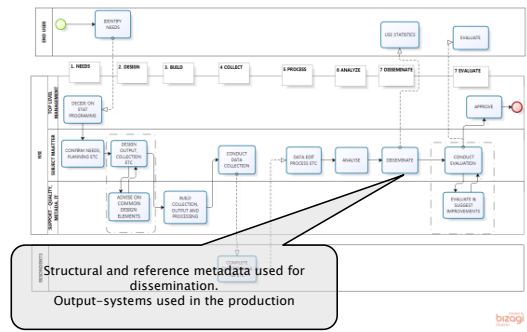 END USER
IDENTIFY
NEEDS
USE STATISTICS
EVALUATE
1. NEEDS
2. DESIGN
3. BUILD
4 COLLECT
5 PROCESS
6 ANALYZE
7 DISSEMINATE
7 EVALUATE
NSI
TOP LEVEL
MANAGEMENT
DECIDE ON
STAT
PROGRAMING
APPROVE
SUBJECT MAATTER
CONFIRM NEEDS,
PLANNING ETC
DESIGN
OUTPUT,
COLLECTION,
ETC
CONDUCT
DATA
COLLECTION
DATA EDIT
PROCESS ETC
ANALYSE
DISSEMINATE
CONDUCT
EVALUATION
SUPPORT - QUALITY,
METADATA, IT
ADVISE ON
COMMON
DESIGN
ELEMENTS
BUILD
COLLECTION,
OUTPUT AND
PROCESSING
SUGGEST
IMPROVEMENTS
RESPONDENTS
COMPLETE
Structural and reference metadata used for
dissemination.
Output-systems used in the production
bizagi